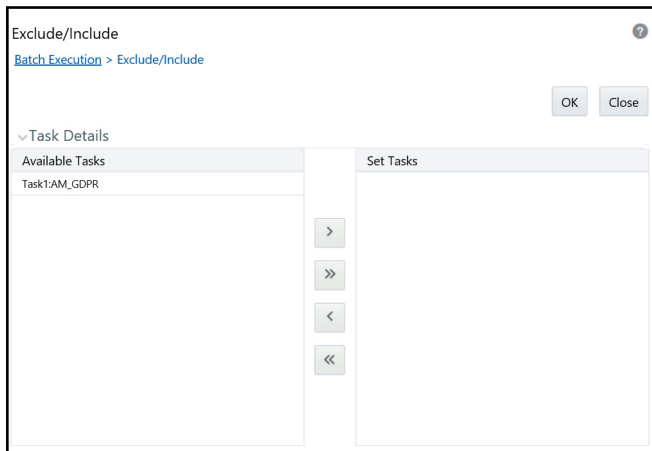 Exclude/Include
?
Batch Execution > Exclude/Include
OK Close
Task Details
Available Tasks Set Tasks
Task1:AM_GDPR
>
»
<
«